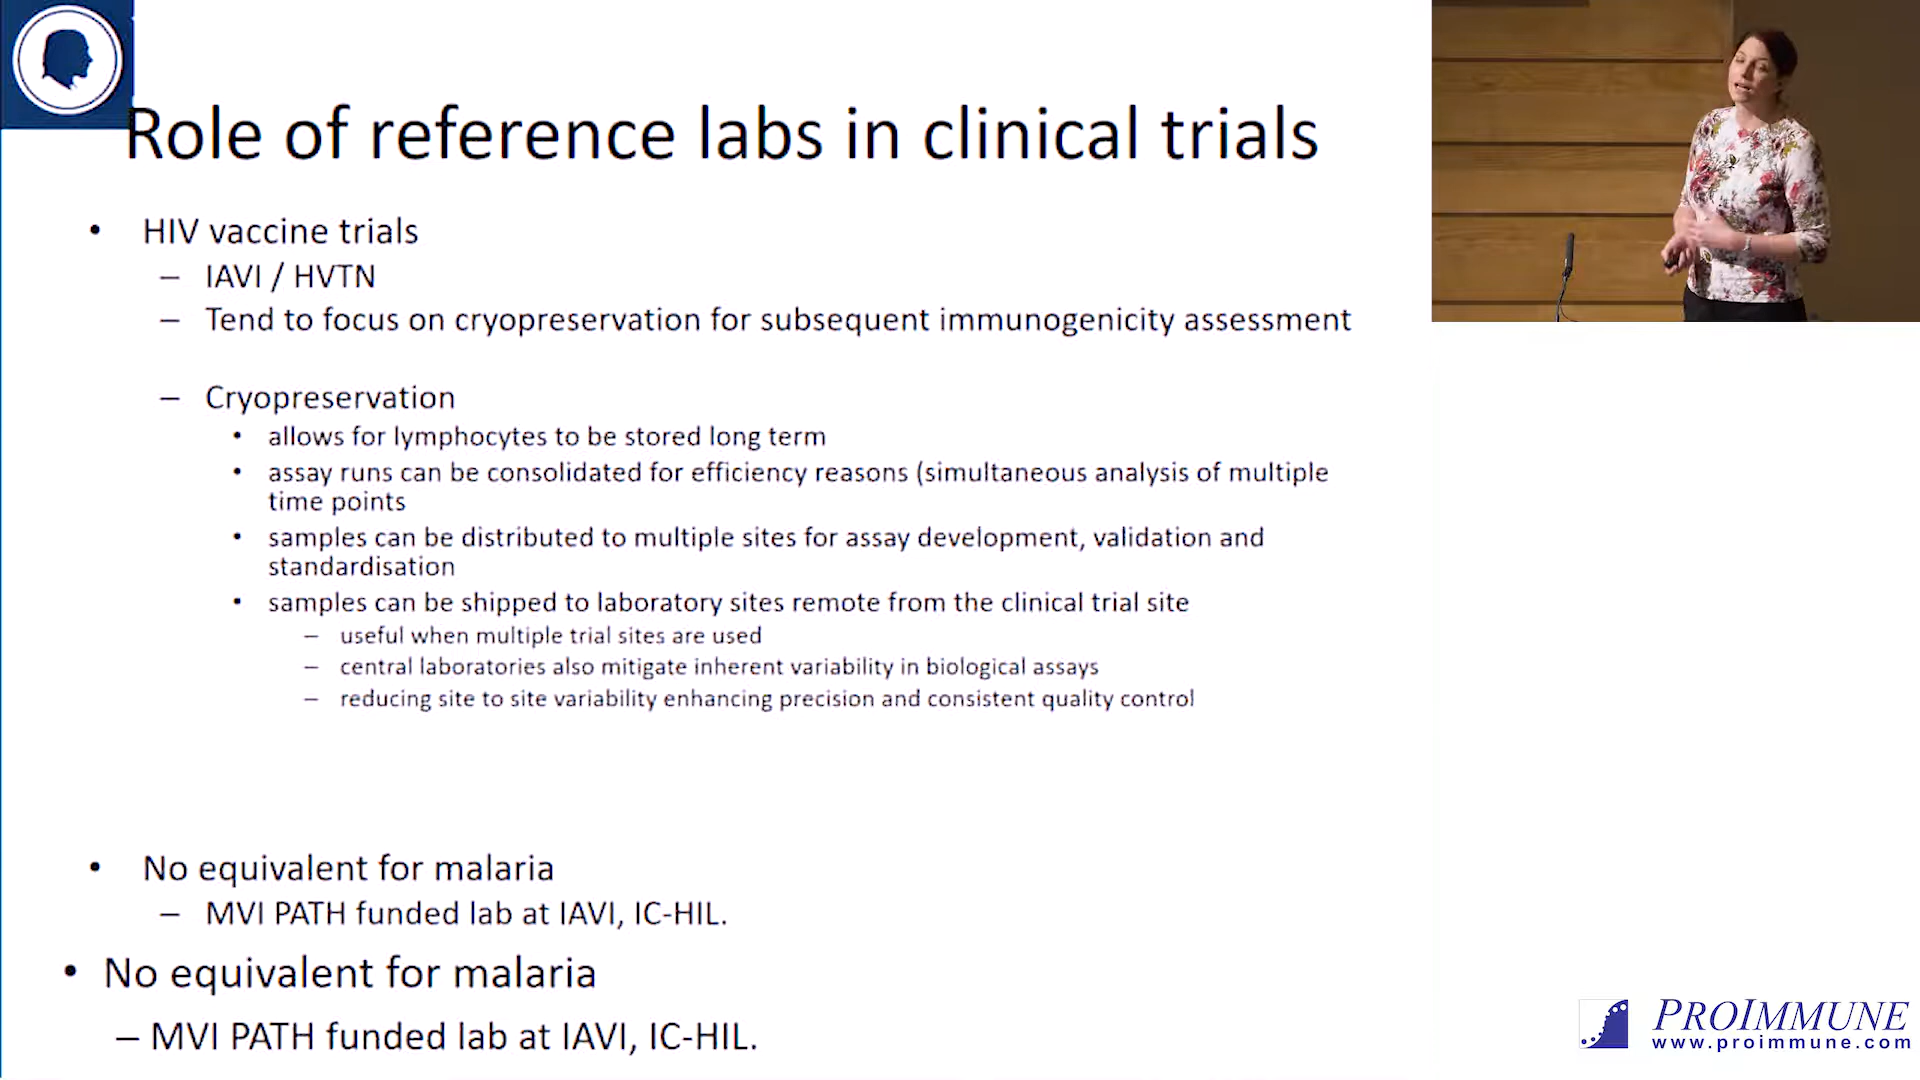 Role of reference labs in clinical trials
• HIV vaccine trials
– IAVI / HVTN
– Tend to focus on cryopreservation for subsequent immunogenicity assessment
– Cryopreservation
• allows for lymphocytes to be stored long term
• assay runs can be consolidated for efficiency reasons (simultaneous analysis of multiple
time points
• samples can be distributed to multiple sites for assay development, validation and
standardisation
• samples can be shipped to laboratory sites remote from the clinical trial site
– useful when multiple trial sites are used
– central laboratories also mitigate inherent variability in biological assays
– reducing site to site variability enhancing precision and consistent quality control
• No equivalent for malaria
– MVI PATH funded lab at IAVI, IC-HIL.
• No equivalent for malaria
– MVI PATH funded lab at IAVI, IC-HIL.
PROIMMUNE
www.proimmune.com